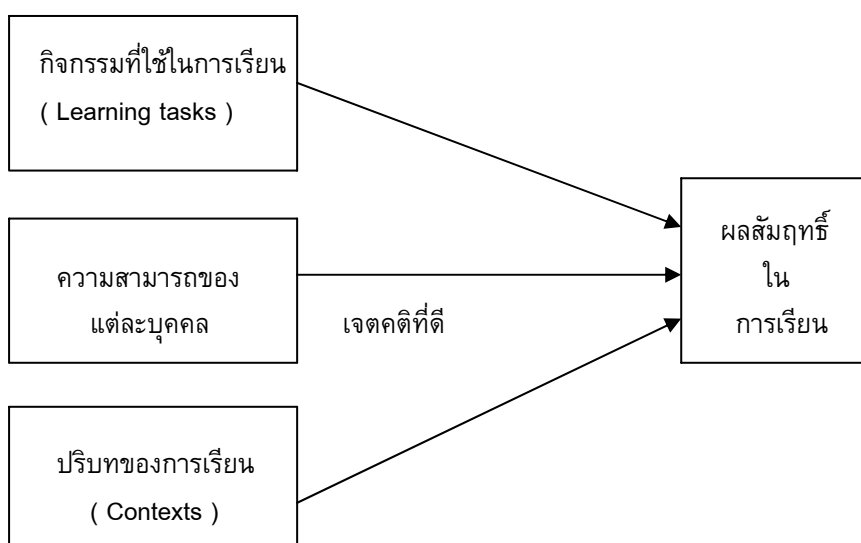 กิจกรรมที่ใช้ในการเรียน
( Learning tasks )
ความสามารถของ
แต่ละบุคคล
เจตคติที่ดี
ปริบทของการเรียน
( Contexts )
ผลสัมฤทธิ์
ใน
การเรียน